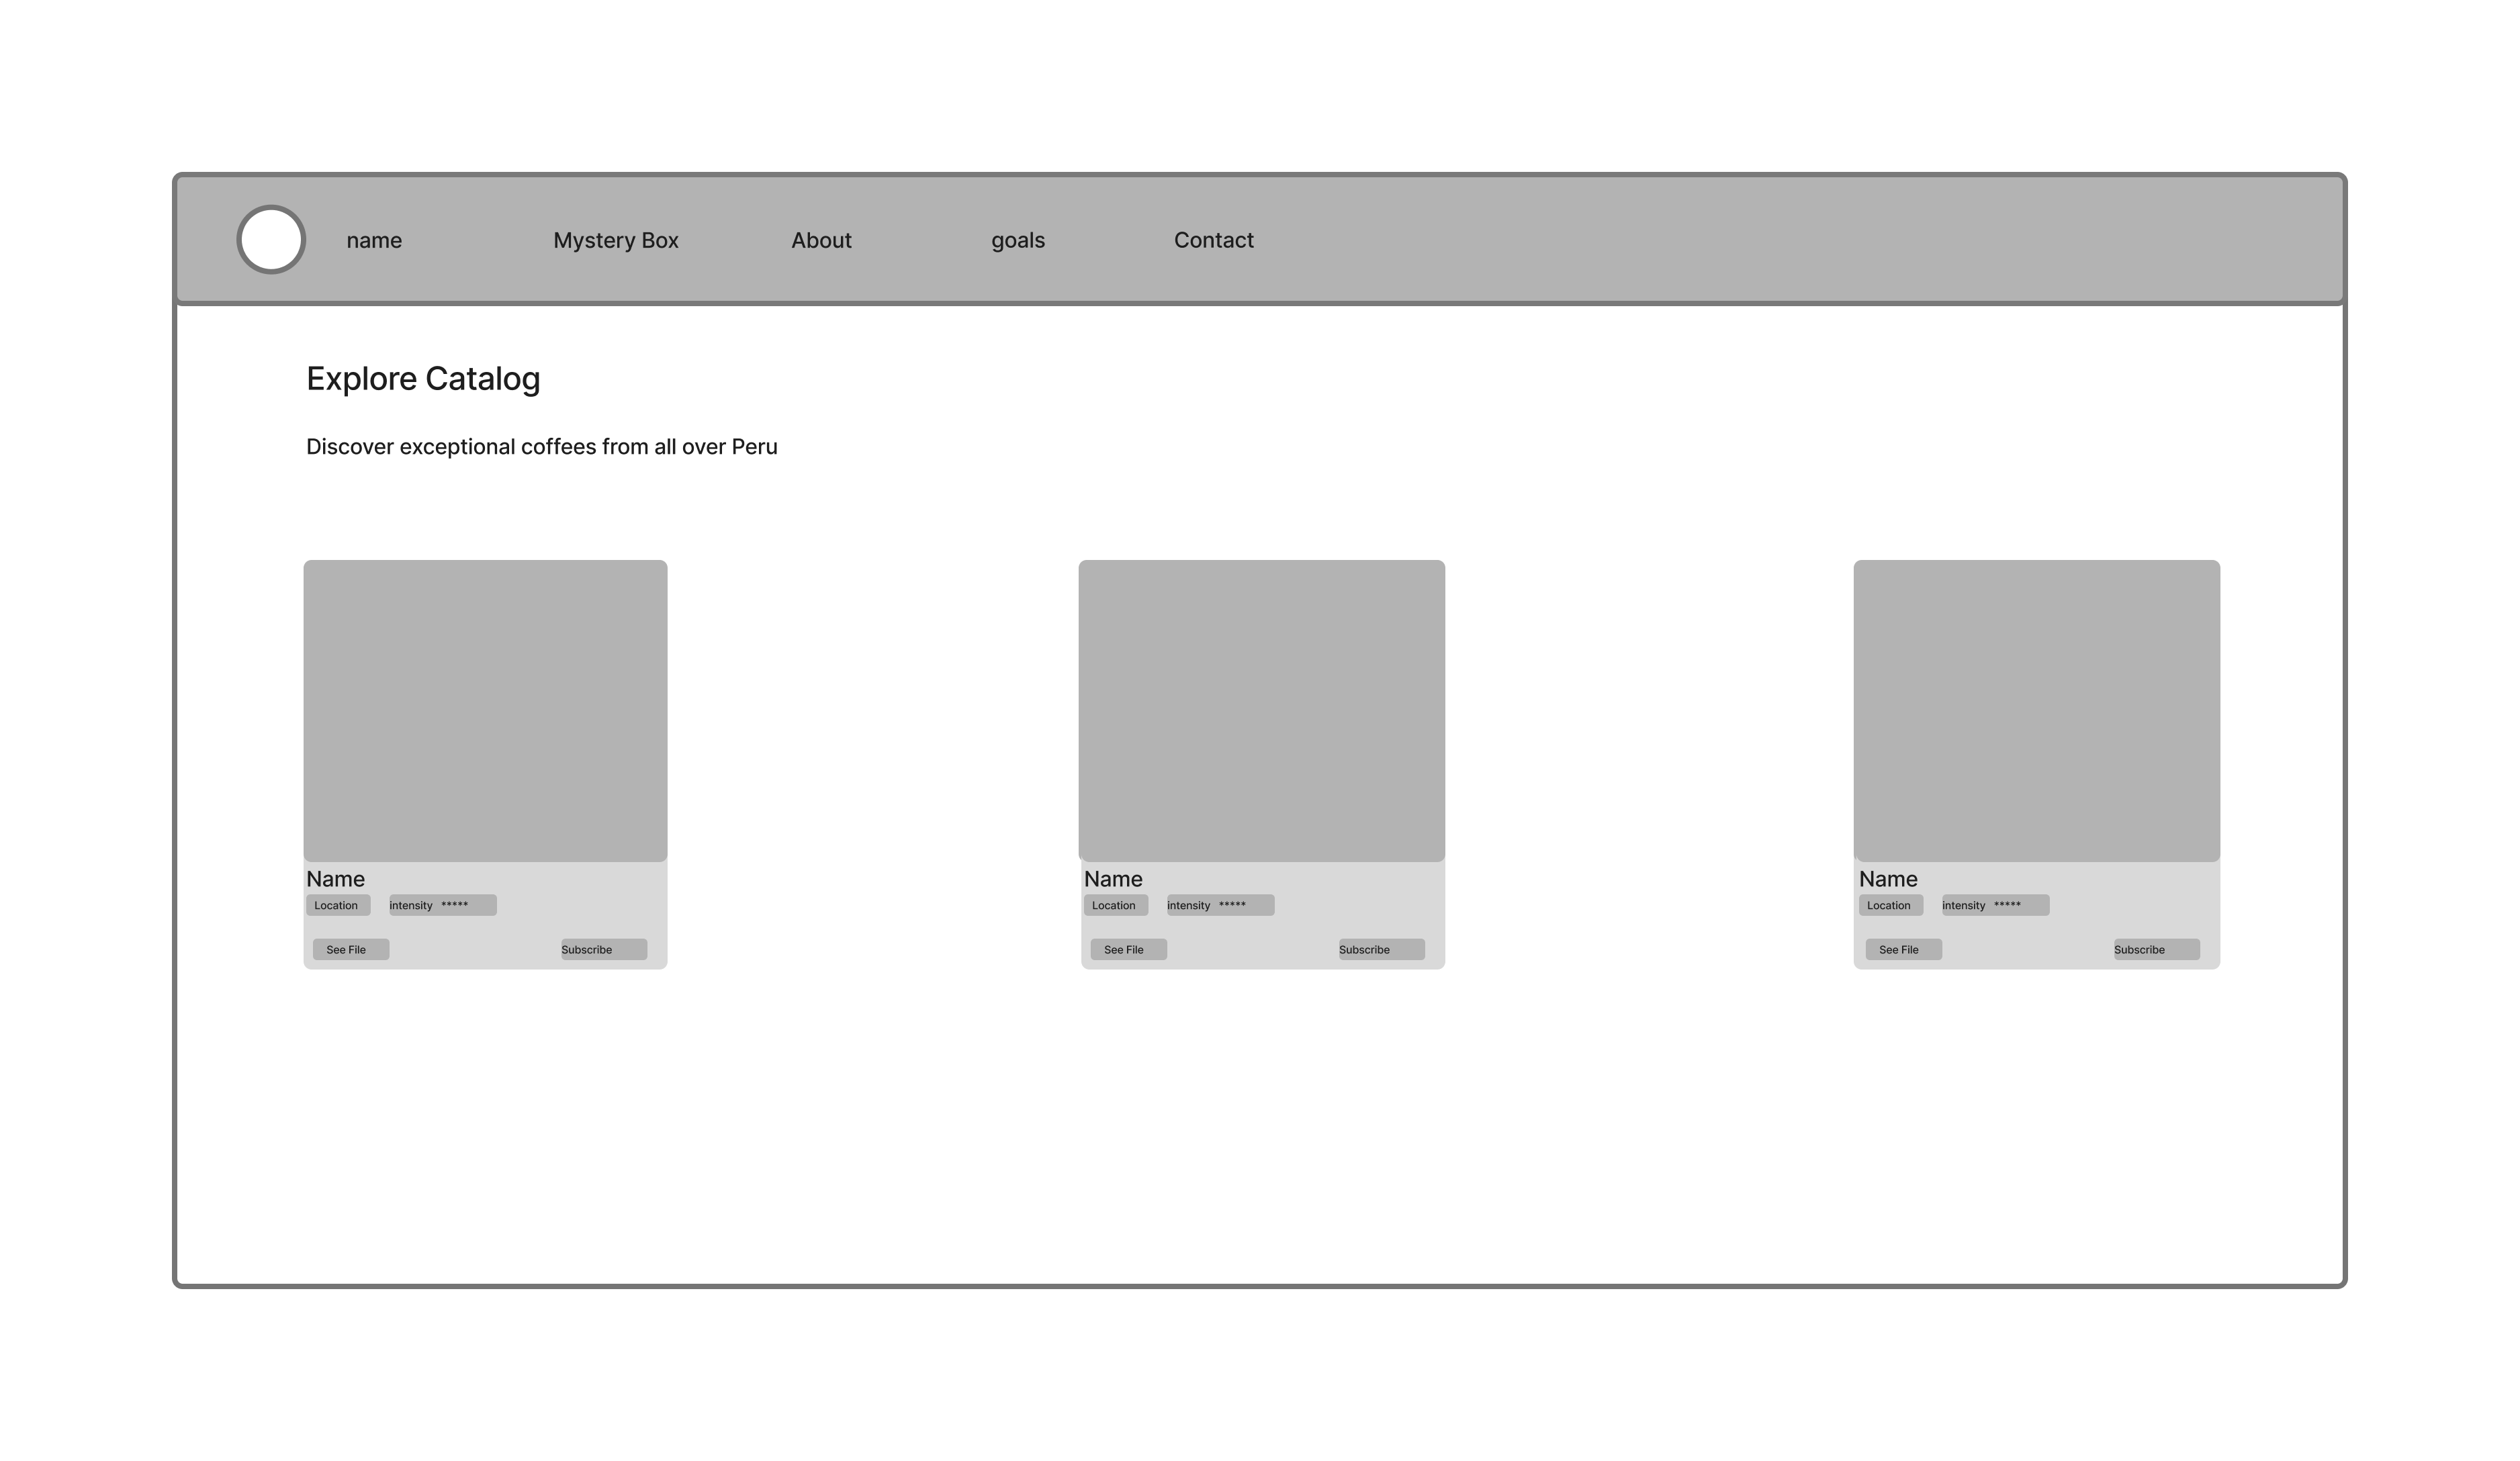 name Mystery Box About goals Contact
Explore Catalog
Discover exceptional coffees from all over Peru
Name
Location intensity *****
See File Subscribe
Name
Location intensity *****
See File Subscribe
Name
Location intensity *****
See File Subscribe